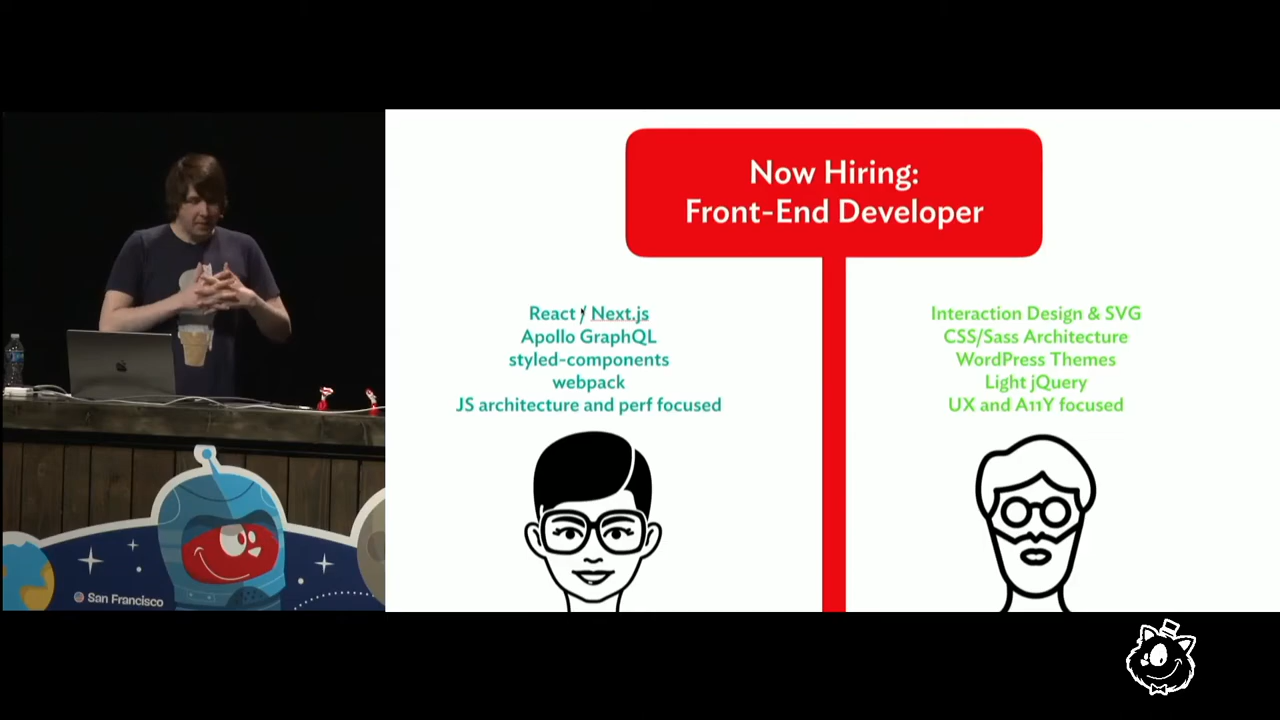 Now Hiring:
Front-End Developer
React / Next.js
Apollo GraphQL
styled-components
webpack
JS architecture and perf focused
Interaction Design & SVG
CSS/Sass Architecture
WordPress Themes
Light jQuery
UX and A11Y focused
San Francisco